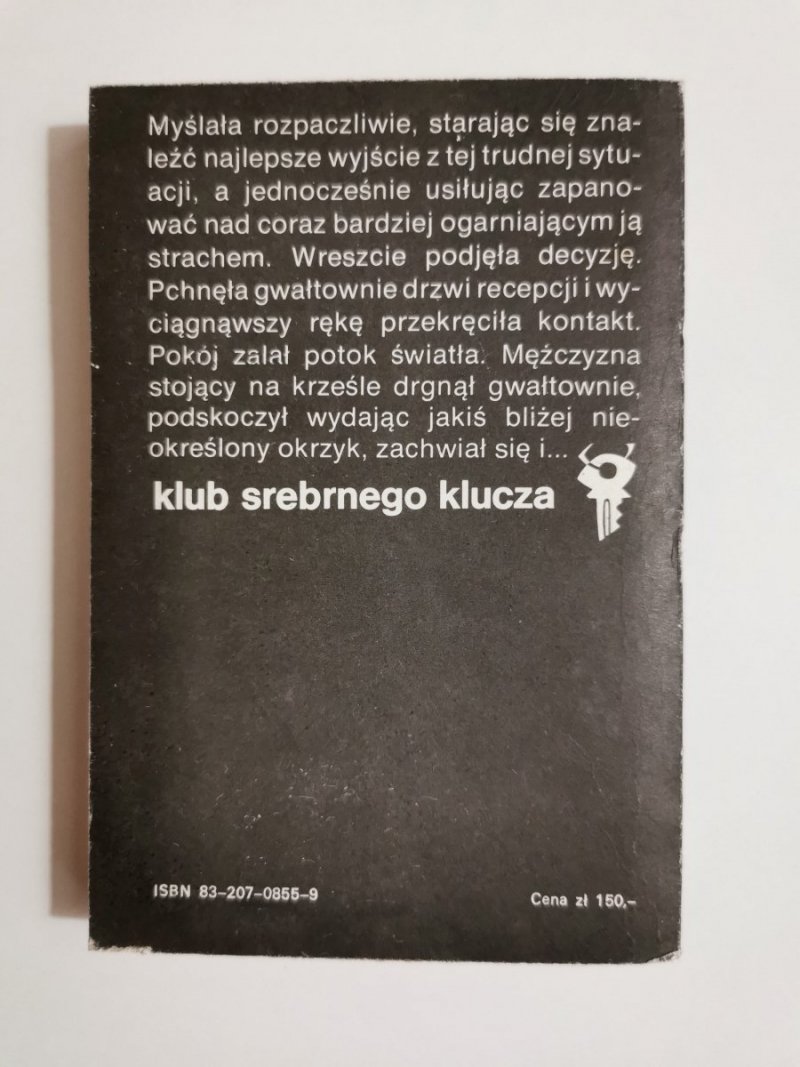 Myślała rozpaczliwie, starając się zna-
leźć najlepsze wyjście z tej trudnej sytu-
acji, a jednocześnie usiłując zapano-
wać nad coraz bardziej ogarniającym ją
strachem. Wreszcie podjęła decyzję.
Pchnęła gwałtownie drzwi recepcji i wy-
ciągnąwszy rękę przekręciła kontakt.
Pokój zalał potok światła. Mężczyzna
stojący na krześle drgnął gwałtownie,
podskoczył wydając jakiś bliżej nie-
określony okrzyk, zachwiał się i...
klub srebrnego klucza
ISBN 83-207-0855-9
Cena zł 150,-